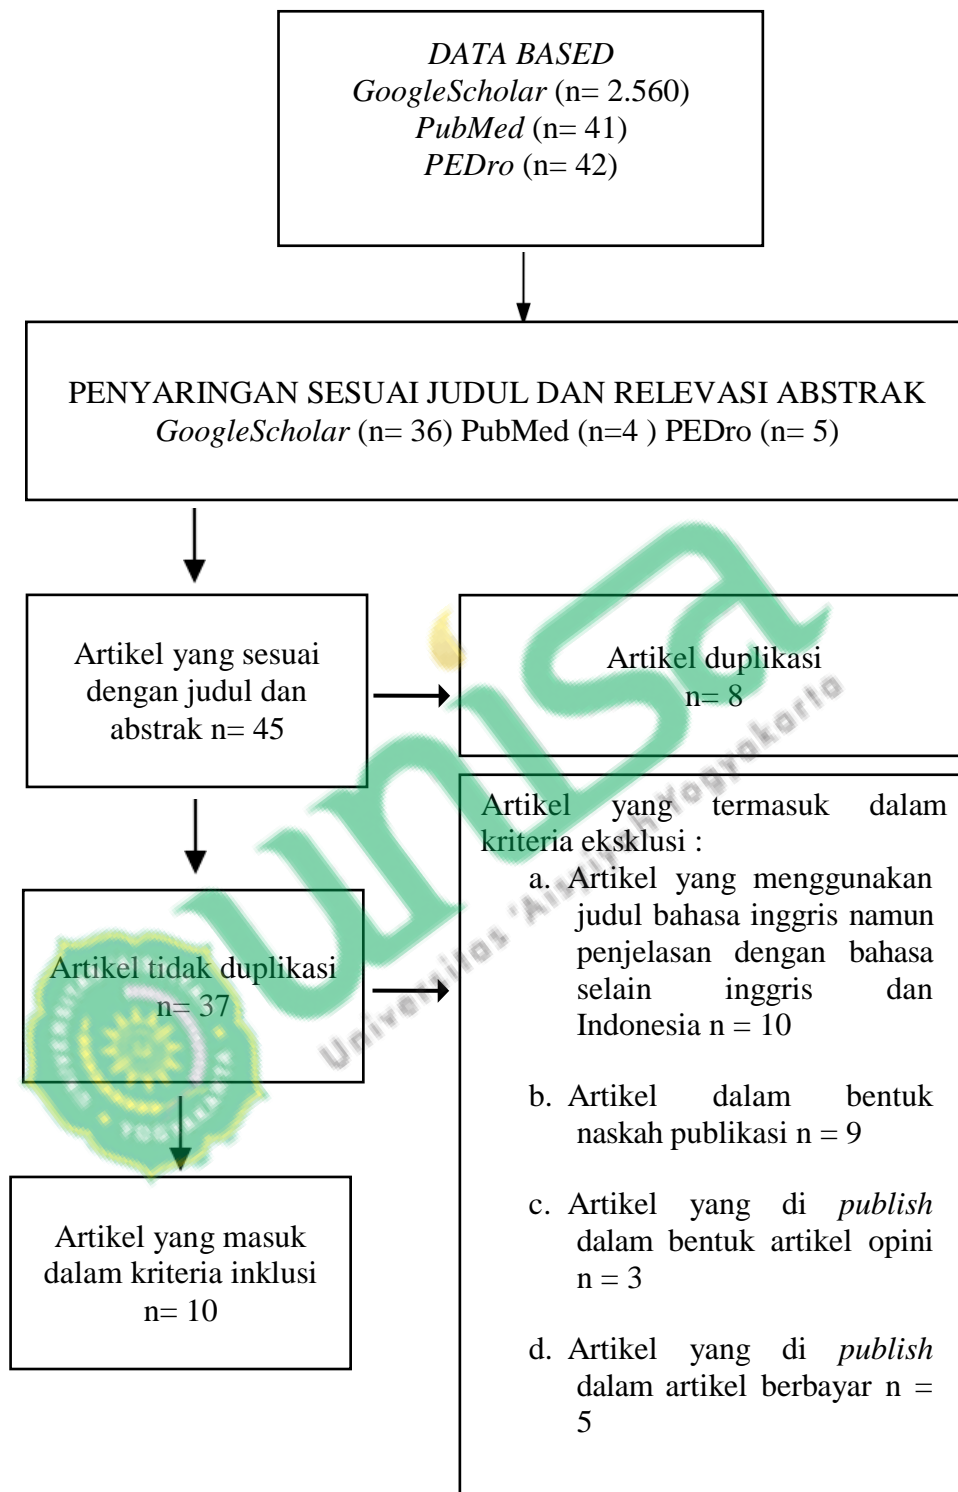 DATA BASED
GoogleScholar (n= 2.560)
PubMed (n= 41)
PEDro (n= 42)
PENYARINGAN SESUAI JUDUL DAN RELEVASI ABSTRAK
GoogleScholar (n= 36) PubMed (n=4 ) PEDro (n= 5)
Artikel yang sesuai
dengan judul dan
abstrak n= 45
Artikel duplikasi
n= 8
Artikel tidak duplikasi
n= 37
Artikel yang termasuk dalam
kriteria eksklusi :
a. Artikel yang menggunakan
judul bahasa inggris namun
penjelasan dengan bahasa
selain inggris dan
Indonesia n = 10
b. Artikel dalam bentuk
naskah publikasi n = 9
c. Artikel yang di publish
dalam bentuk artikel opini
n = 3
d. Artikel yang di publish
dalam artikel berbayar n =
5
Artikel yang masuk
dalam kriteria inklusi
n= 10
unisa
Universitas 'Aisyiyah Yogyakarta